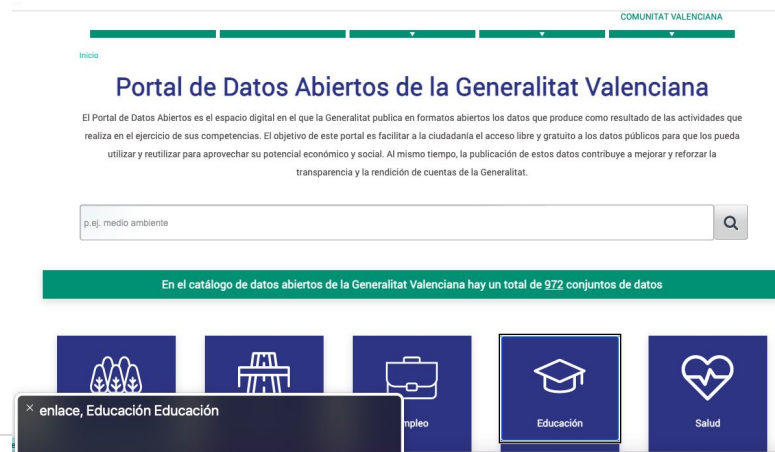 COMUNITAT VALENCIANA
Inicio
Portal de Datos Abiertos de la Generalitat Valenciana
El Portal de Datos Abiertos es el espacio digital en el que la Generalitat publica en formatos abiertos los datos que produce como resultado de las actividades que
realiza en el ejercicio de sus competencias. El objetivo de este portal es facilitar a la ciudadanía el acceso libre y gratuito a los datos públicos para que los pueda
utilizar y reutilizar para aprovechar su potencial económico y social. Al mismo tiempo, la publicación de estos datos contribuye a mejorar y reforzar la
transparencia y la rendición de cuentas de la Generalitat.
p.ej. medio ambiente
En el catálogo de datos abiertos de la Generalitat Valenciana hay un total de 972 conjuntos de datos
Educación
Salud
enlace, Educación Educación